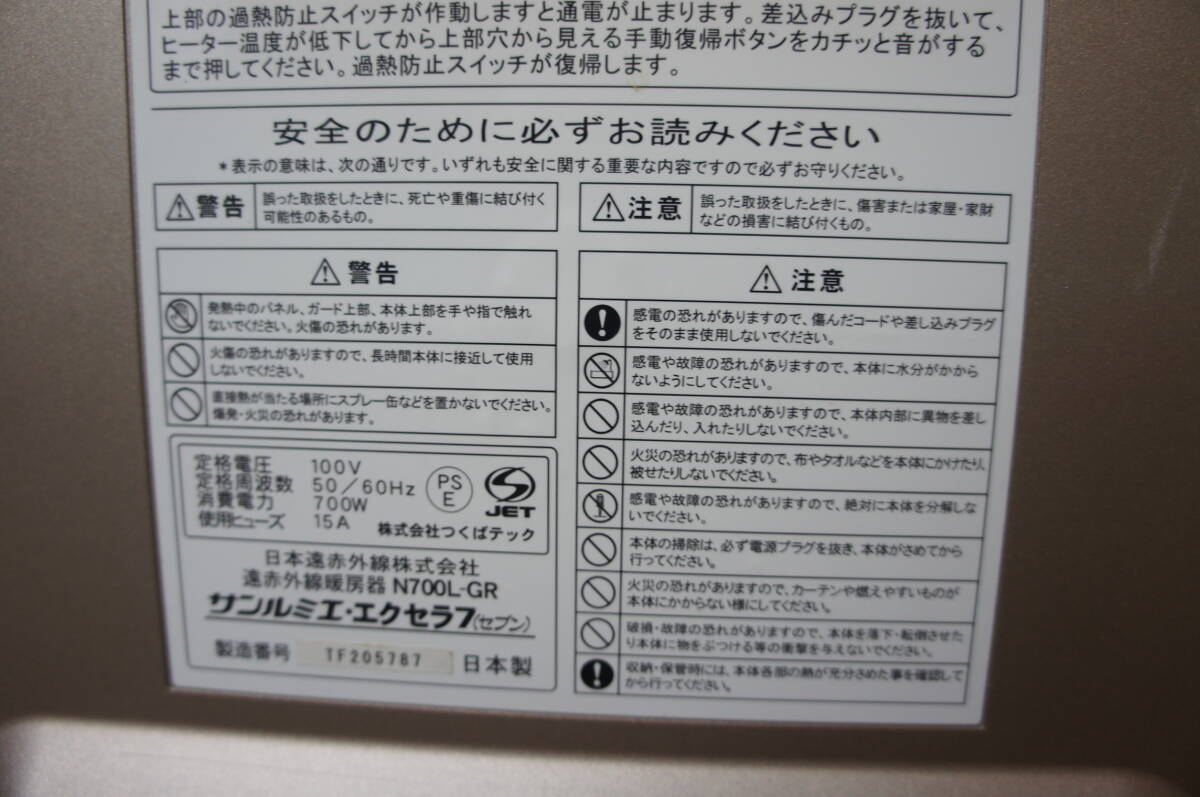 上部の過熱防止スイッチが作動しますと通電が止まります。差込みプラグを抜いて、
ヒーター温度が低下してから上部穴から見える手動復帰ボタンをカチッと音がする
まで押してください。過熱防止スイッチが復帰します。
安全のために必ずお読みください
*表示の意味は、次の通りです。いずれも安全に関する重要な内容ですので必ずお守りください。
警告
誤った取扱をしたときに、死亡や重傷に結び付く
可能性のあるもの。
注意
誤った取扱をしたときに、傷害または家屋・家財
などの損害に結び付くもの。
警告
発熱中のパネル、ガード上部、本体上部を手や指で触れ
ないでください。火傷の恐れがあります。
火傷の恐れがありますので、長時間本体に接近して使用
しないでください。
直接熱が当たる場所にスプレー缶などを置かないでください。
爆発・火災の恐れがあります。
定格電圧 100V
定格周波数 50/60Hz
消費電力 700W
使用ヒューズ 15A
PS
E
JET
株式会社つくばテック
日本遠赤外線株式会社
遠赤外線暖房器 N700L-GR
サンルミエ・エクセラ7(セブン)
製造番号 TF205787 日本製
注意
感電の恐れがありますので、傷んだコードや差し込みプラグ
をそのまま使用しないでください。
感電や故障の恐れがありますので、本体に水分がかから
ないようにしてください。
感電や故障の恐れがありますので、本体内部に異物を差し
込んだり、入れたりしないでください。
火災の恐れがありますので、布やタオルなどを本体にかけたり、
被せたりしないでください。
感電や故障の恐れがありますので、絶対に本体を分解しな
いでください。
本体の掃除は、必ず電源プラグを抜き、本体がさめてから
行ってください。
火災の恐れがありますので、カーテンや燃えやすいものが
本体にかからない様にしてください。
破損・故障の恐れがありますので、本体を落下・転倒させた
り本体に物をぶつける等の衝撃を与えないでください。
収納・保管時には、本体各部の熱が充分さめた事を確認して
から行ってください。